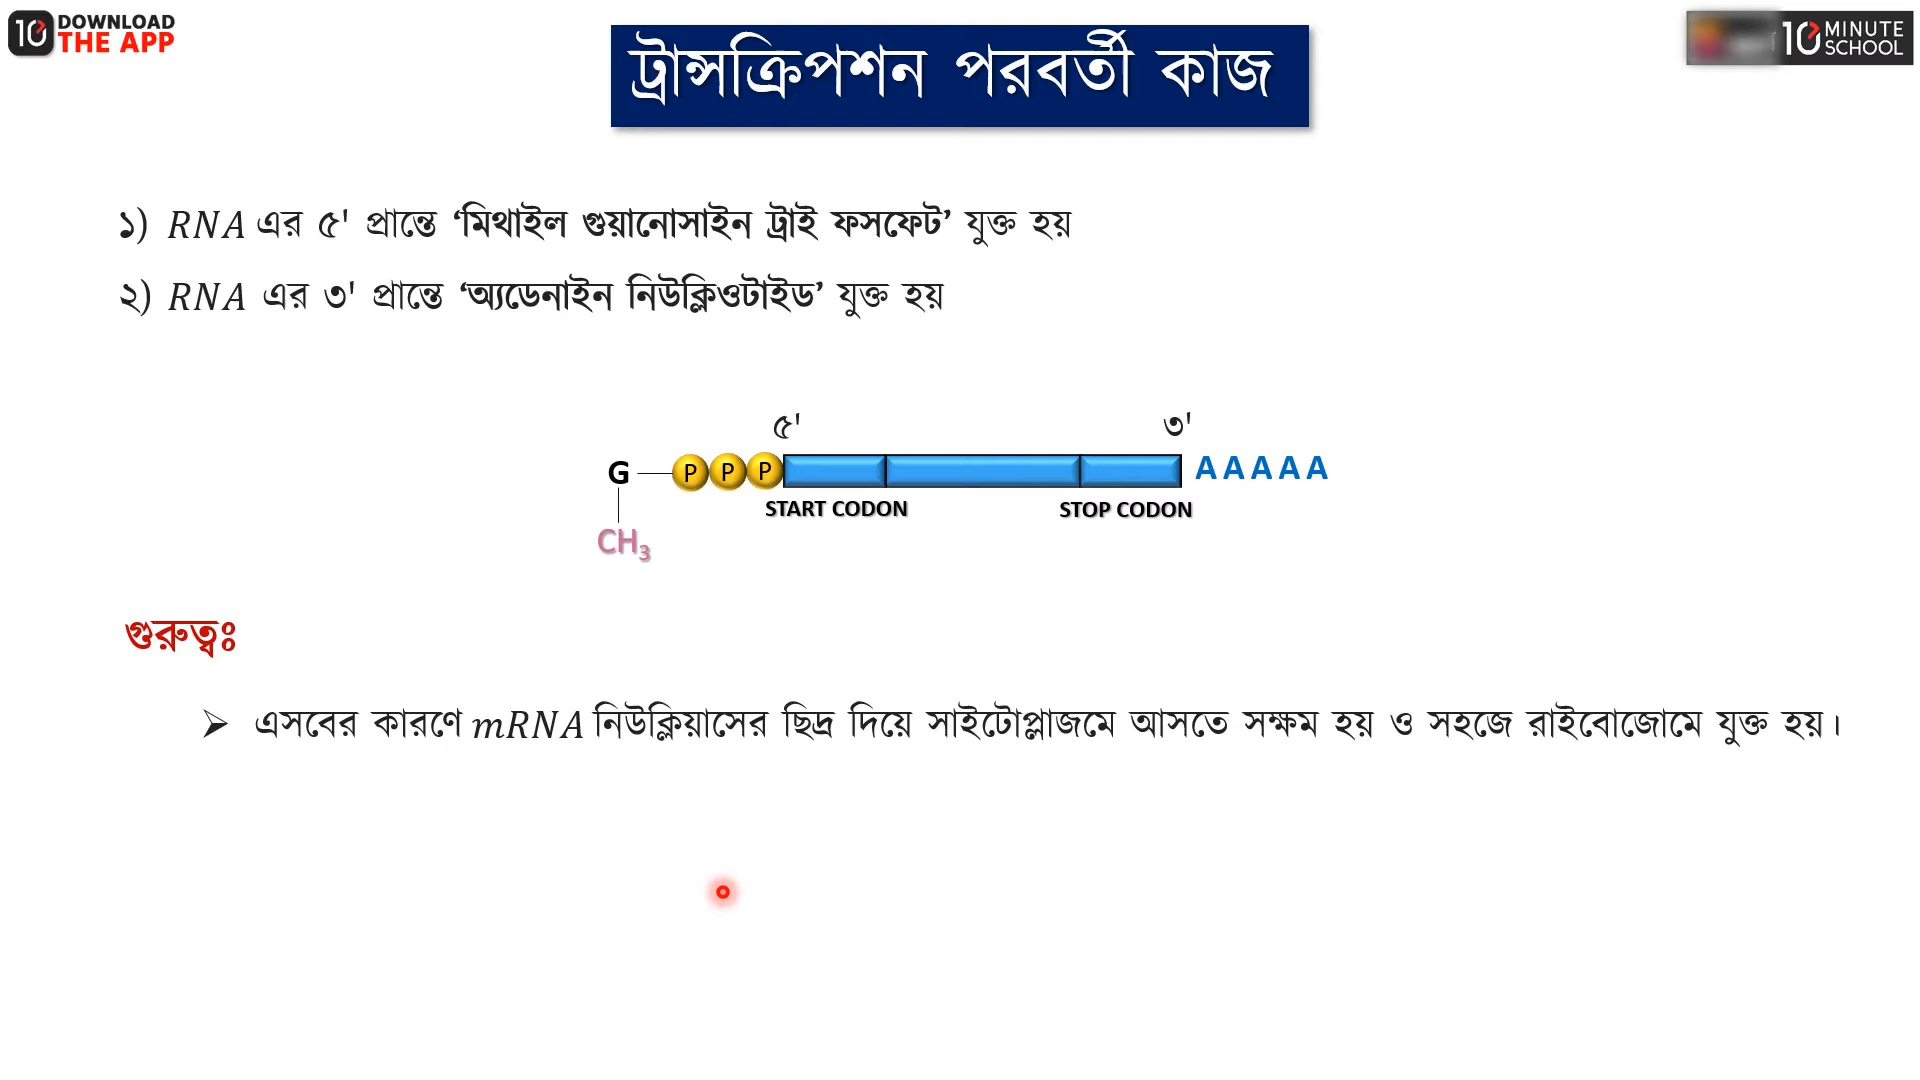 10 DOWNLOAD THE APP
10 MINUTE SCHOOL
ট্রান্সক্রিপশন পরবর্তী কাজ
১) RNA এর ৫' প্রান্তে ‘মিথাইল গুয়ানোসাইন ট্রাই ফসফেট’ যুক্ত হয়
২) RNA এর ৩' প্রান্তে ‘অ্যাডেনাইন নিউক্লিওটাইড’ যুক্ত হয়
৫' ৩'
G P P P A A A A A
START CODON STOP CODON
CH₃
গুরুত্বঃ
➢ এসবের কারণে mRNA নিউক্লিয়াসের ছিদ্র দিয়ে সাইটোপ্লাজমে আসতে সক্ষম হয় ও সহজে রাইবোজোমে যুক্ত হয়।